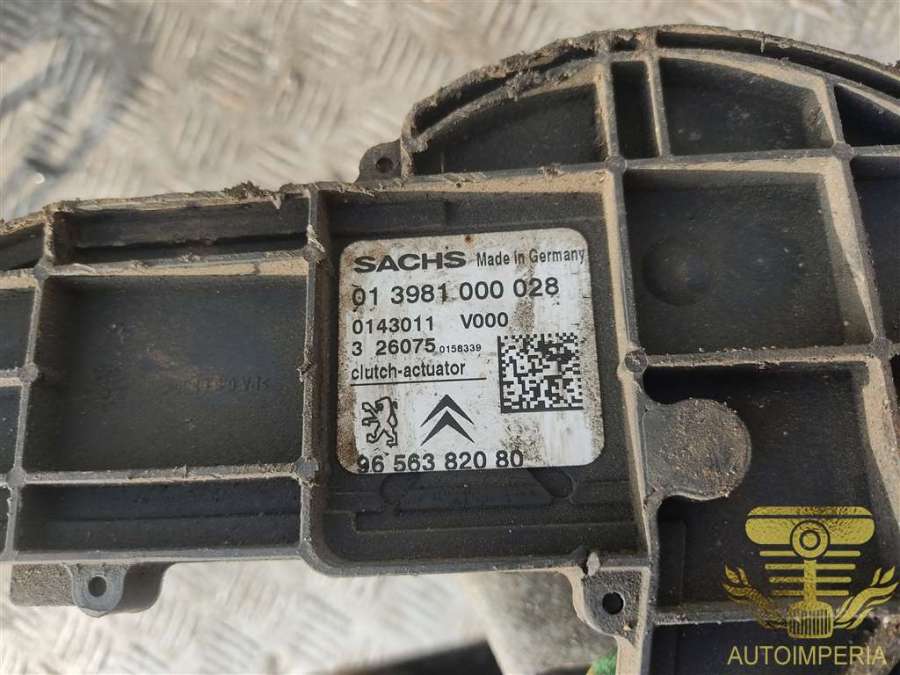 SACHS Made in Germany
01 3981 000 028
0143011 V000
3 26075 0158339
clutch-actuator
96 563 820 80
AUTOIMPERIA